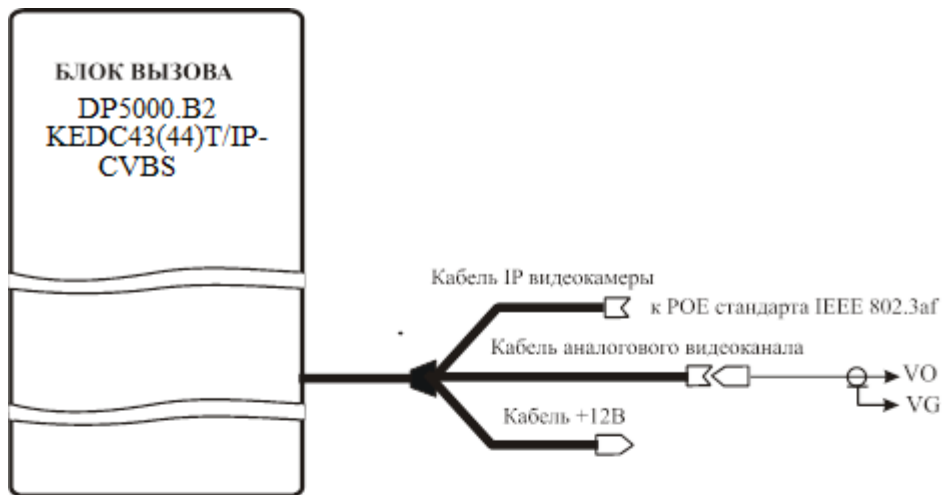 БЛОК ВЫЗОВА
DP5000.B2
KEDC43(44)T/IP-
CVBS
Кабель IP видеокамеры
к POE стандарта IEEE 802.3af
Кабель аналогового видеоканала
VO
VG
Кабель +12В